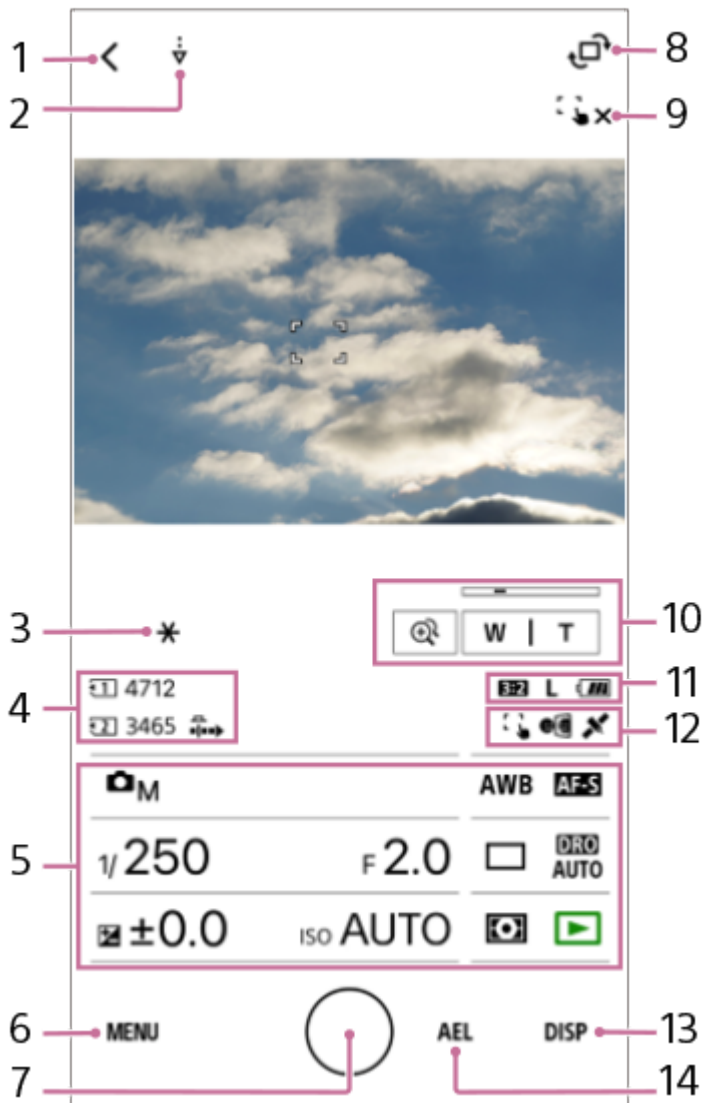 1
2
8
9
3
W | T
10
1 4712
2 3465
4
3:2 L
11
12
M
AWB AF-S
5
1/250 F2.0
DRO AUTO
±0.0 ISO AUTO
6
MENU
AEL
DISP
13
7
14